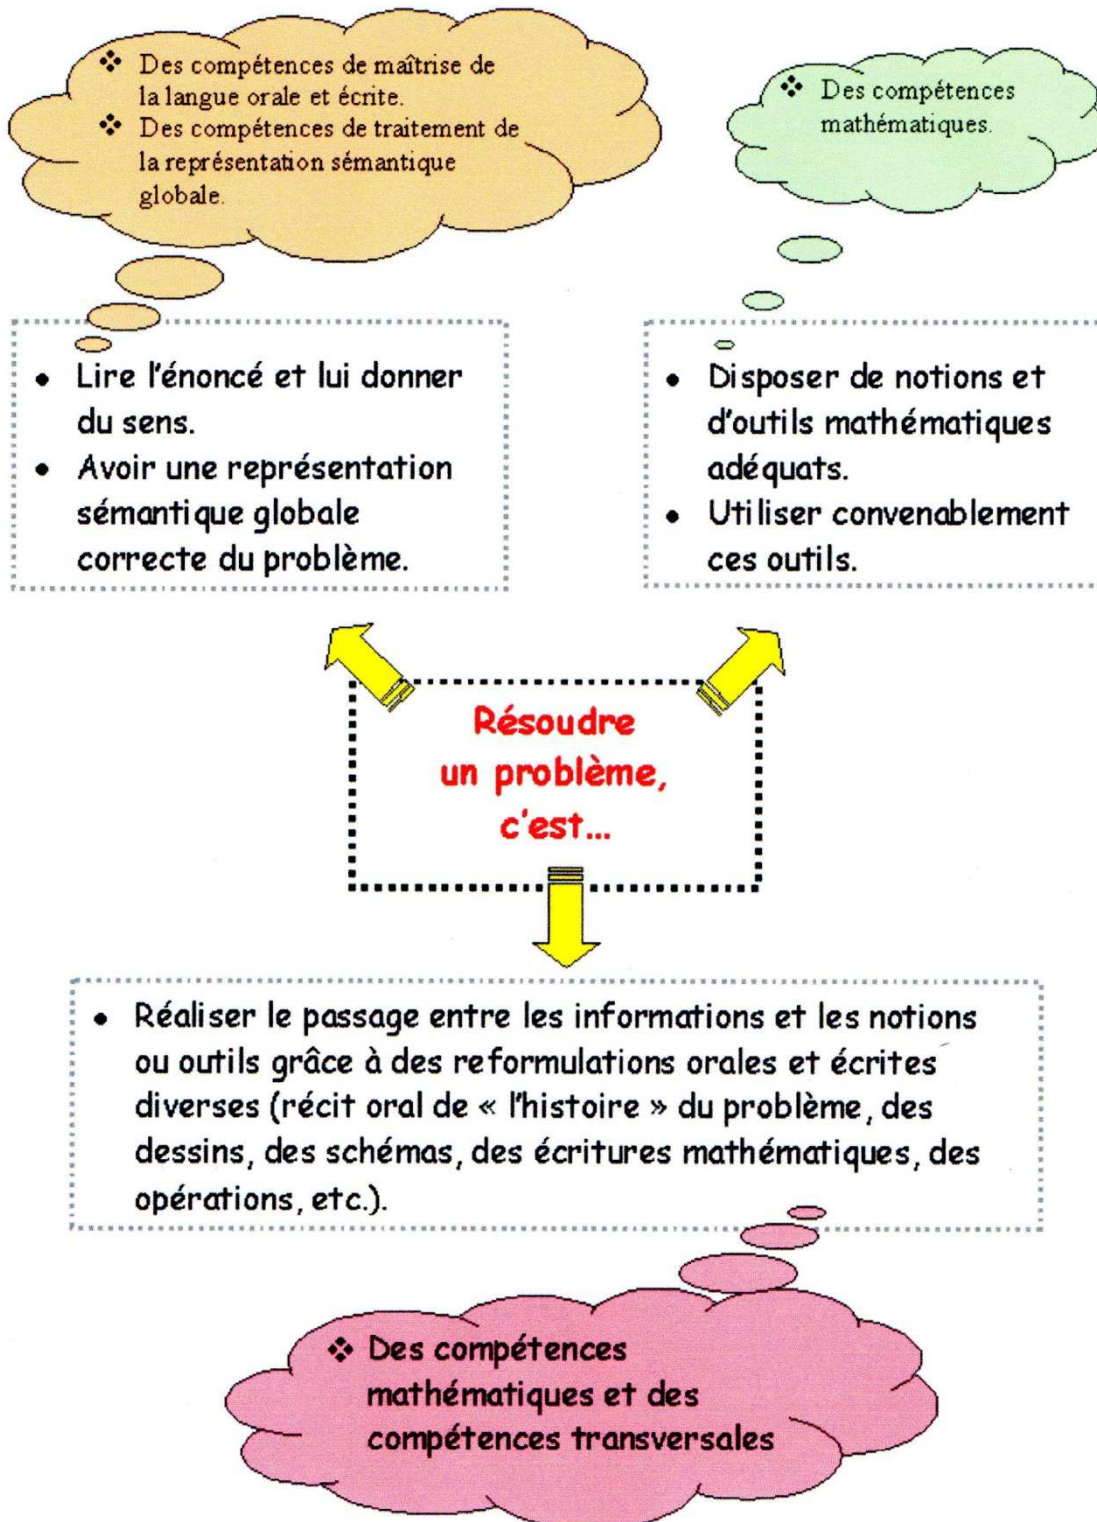 ❖ Des compétences de maîtrise de
la langue orale et écrite.
❖ Des compétences de traitement de
la représentation sémantique
globale.
❖ Des compétences
mathématiques.
• Lire l'énoncé et lui donner
du sens.
• Avoir une représentation
sémantique globale
correcte du problème.
• Disposer de notions et
d'outils mathématiques
adéquats.
• Utiliser convenablement
ces outils.
Résoudre
un problème,
c'est...
• Réaliser le passage entre les informations et les notions
ou outils grâce à des reformulations orales et écrites
diverses (récit oral de « l'histoire » du problème, des
dessins, des schémas, des écritures mathématiques, des
opérations, etc.).
❖ Des compétences
mathématiques et des
compétences transversales